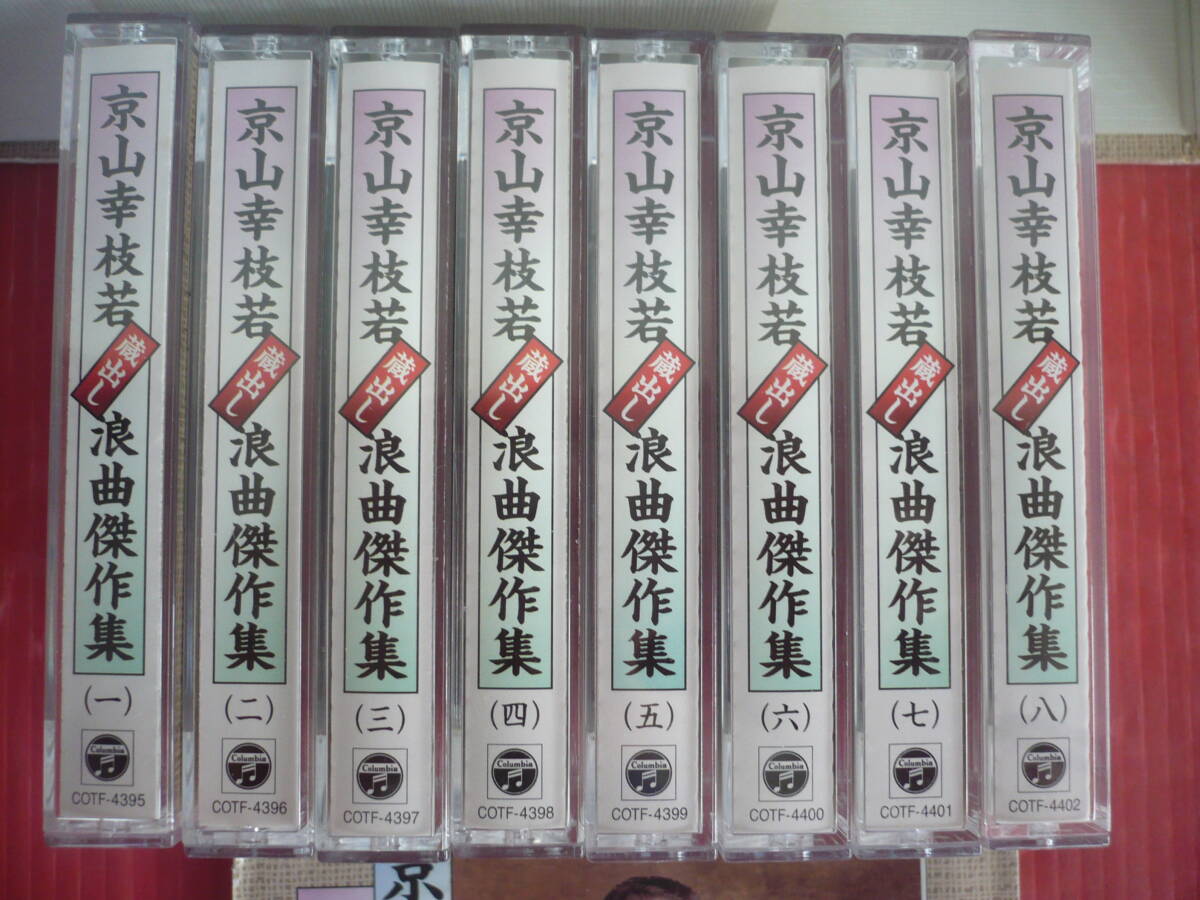 京山幸枝若
蔵出し
浪曲傑作集
(一)
Columbia
COTF-4395
京山幸枝若
蔵出し
浪曲傑作集
(二)
Columbia
COTF-4396
京山幸枝若
蔵出し
浪曲傑作集
(三)
Columbia
COTF-4397
京山幸枝若
蔵出し
浪曲傑作集
(四)
Columbia
COTF-4398
京山幸枝若
蔵出し
浪曲傑作集
(五)
Columbia
COTF-4399
京山幸枝若
蔵出し
浪曲傑作集
(六)
Columbia
COTF-4400
京山幸枝若
蔵出し
浪曲傑作集
(七)
Columbia
COTF-4401
京山幸枝若
蔵出し
浪曲傑作集
(八)
Columbia
COTF-4402
京